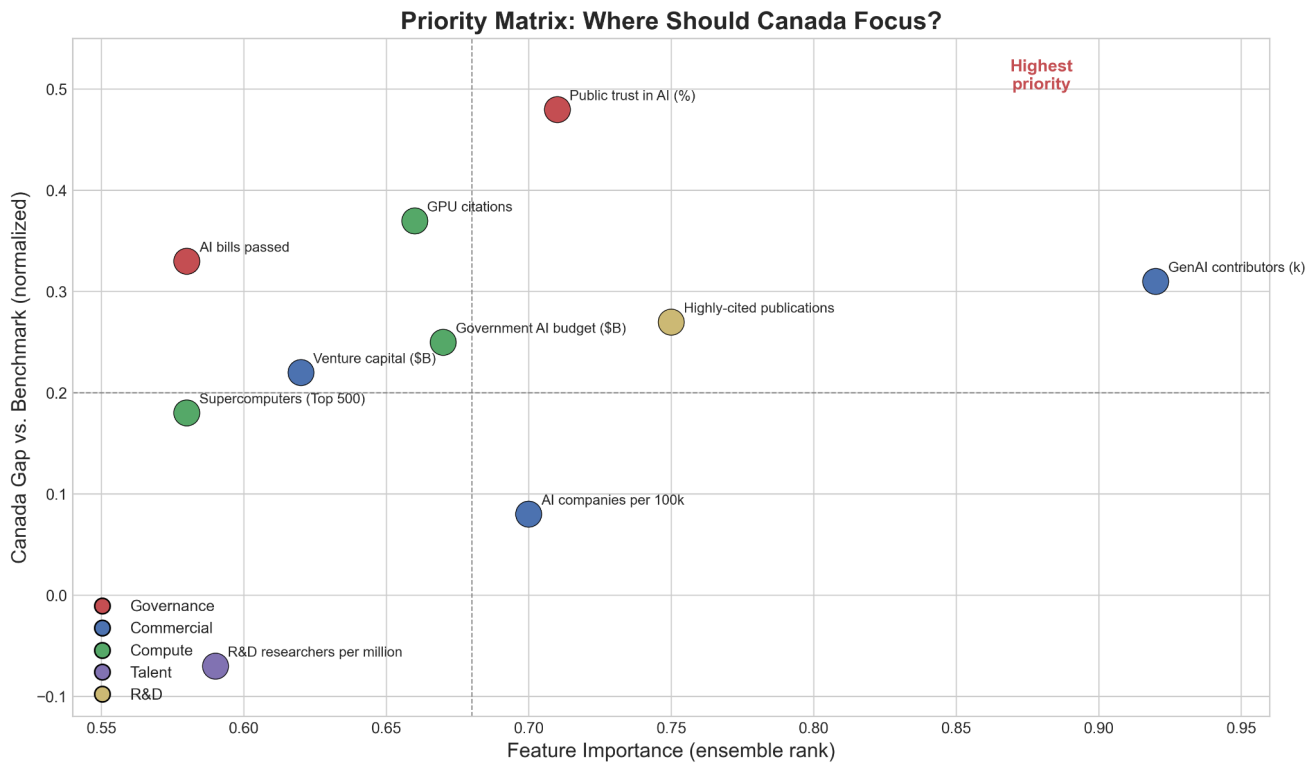 Priority Matrix: Where Should Canada Focus?
Highest
priority
Public trust in AI (%)
GPU citations
AI bills passed
GenAI contributors (k)
Highly-cited publications
Government AI budget ($B)
Venture capital ($B)
Supercomputers (Top 500)
AI companies per 100k
R&D researchers per million
Governance
Commercial
Compute
Talent
R&D
Canada Gap vs. Benchmark (normalized)
0.5
0.4
0.3
0.2
0.1
0.0
−0.1
0.55
0.60
0.65
0.70
0.75
0.80
0.85
0.90
0.95
Feature Importance (ensemble rank)